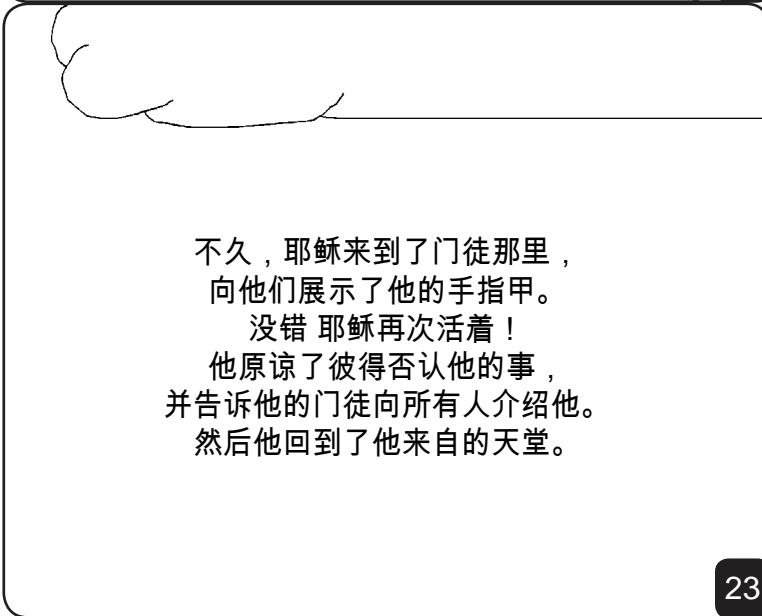 不久，耶稣来到了门徒那里，
向他们展示了他的手指甲。
没错 耶稣再次活着！
他原谅了彼得否认他的事，
并告诉他的门徒向所有人介绍他。
然后他回到了他来自的天堂。
23